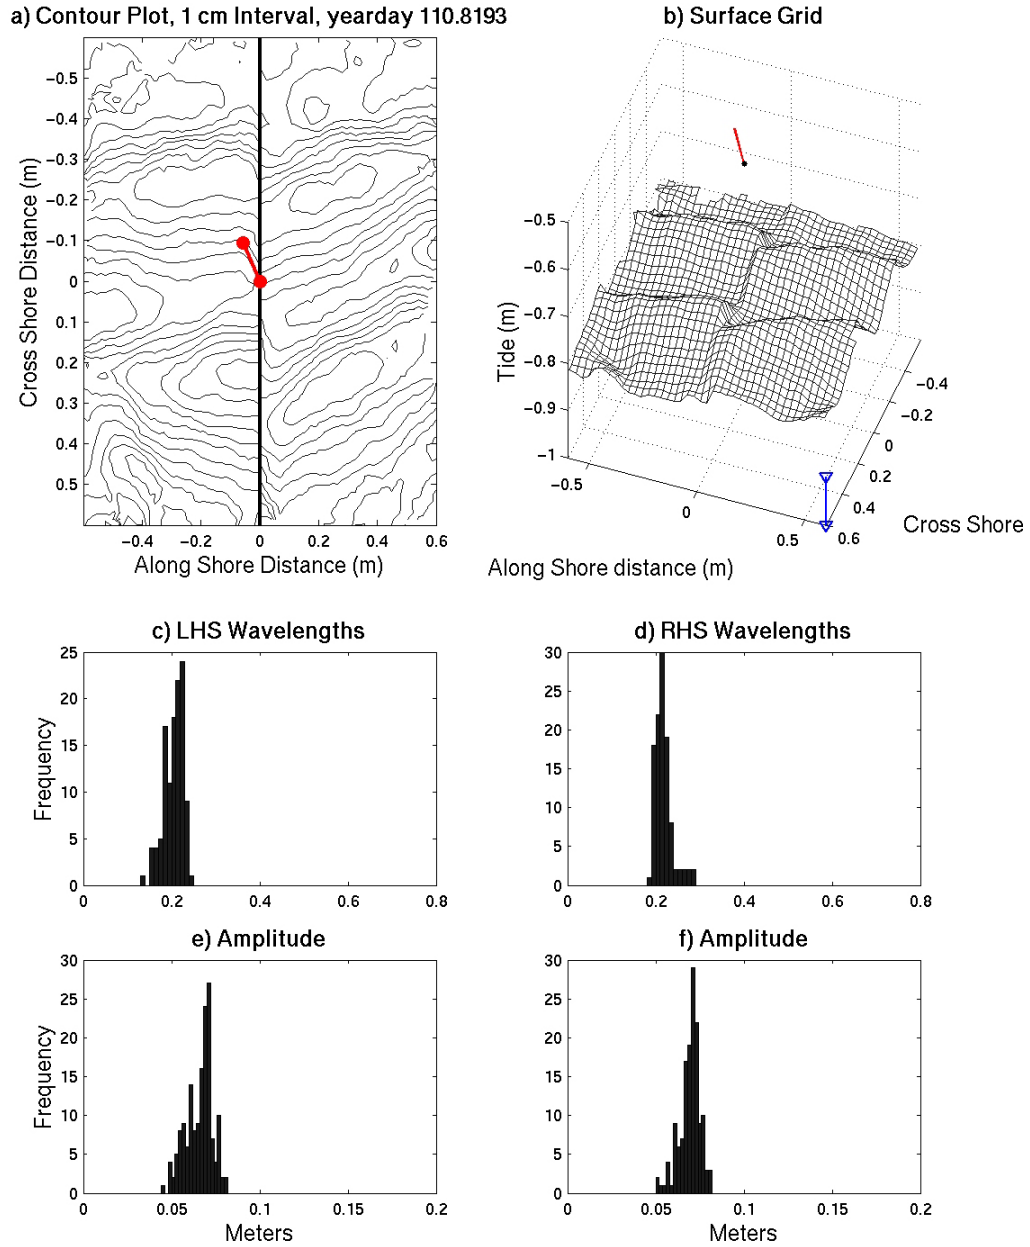 a) Contour Plot, 1 cm Interval, yearday 110.8193
-0.5
-0.4
-0.3
-0.2
-0.1
0
0.1
0.2
0.3
0.4
0.5
Cross Shore Distance (m)
-0.4 -0.2 0 0.2 0.4 0.6
Along Shore Distance (m)
b) Surface Grid
-0.5
-0.6
-0.7
-0.8
-0.9
-1
Tide (m)
-0.5 0 0.5
Along Shore distance (m)
-0.4
-0.2
0
0.2
0.4
0.6
Cross Shore
c) LHS Wavelengths
25
20
15
10
5
0
Frequency
0 0.2 0.4 0.6 0.8
d) RHS Wavelengths
30
25
20
15
10
5
0
0 0.2 0.4 0.6 0.8
e) Amplitude
30
25
20
15
10
5
0
Frequency
0 0.05 0.1 0.15 0.2
Meters
f) Amplitude
30
25
20
15
10
5
0
0 0.05 0.1 0.15 0.2
Meters